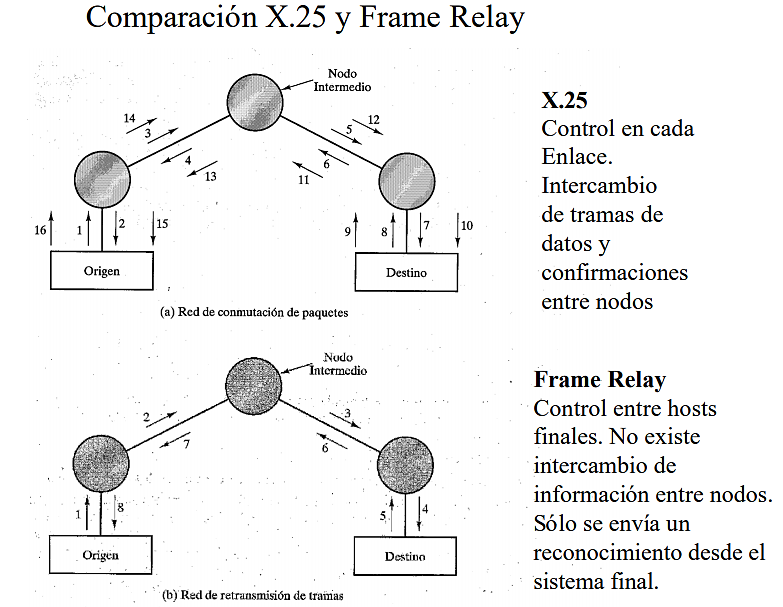 Comparación X.25 y Frame Relay
Nodo
Intermedio
14
3
4
13
5
12
6
11
16
1
2
15
9
8
7
10
Origen
Destino
(a) Red de conmutación de paquetes
X.25
Control en cada
Enlace.
Intercambio
de tramas de
datos y
confirmaciones
entre nodos
Nodo
Intermedio
2
7
3
6
1
8
5
4
Origen
Destino
(b) Red de retransmisión de tramas
Frame Relay
Control entre hosts
finales. No existe
intercambio de
información entre nodos.
Sólo se envía un
reconocimiento desde el
sistema final.